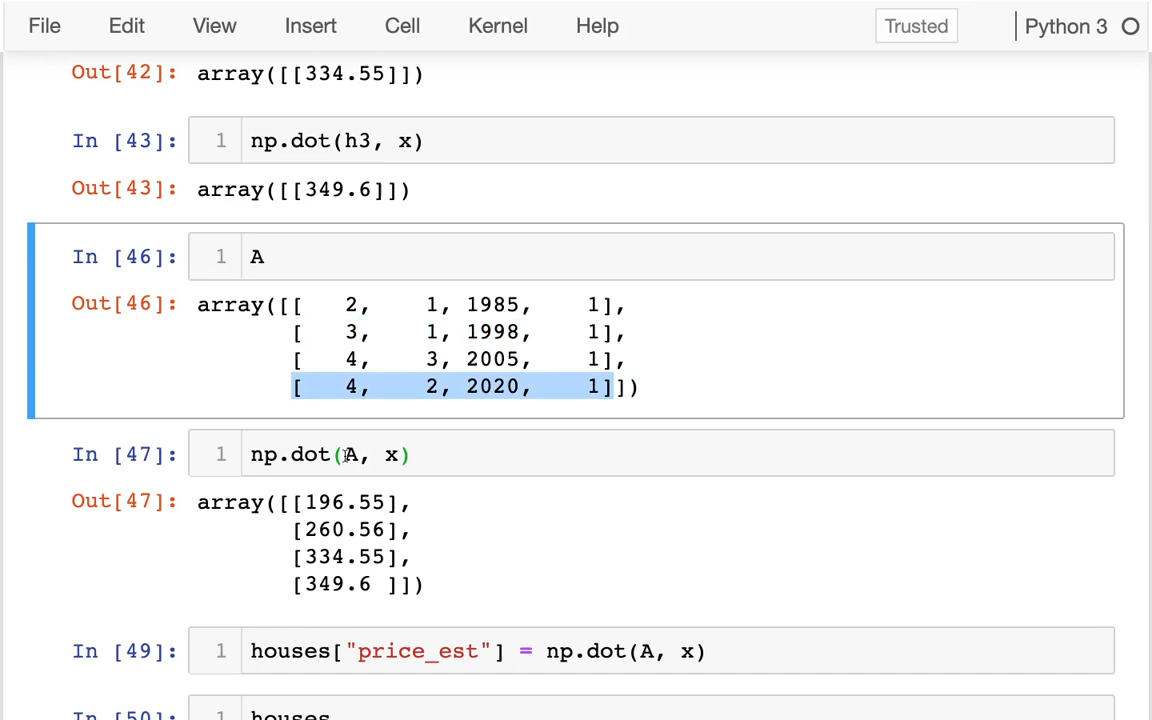 File Edit View Insert Cell Kernel Help Trusted Python 3
Out[42]: array([[334.55]])
In [43]: 1 np.dot(h3, x)
Out[43]: array([[349.6]])
In [46]: 1 A
Out[46]: array([[   2,    1, 1985,    1],
[   3,    1, 1998,    1],
[   4,    3, 2005,    1],
[   4,    2, 2020,    1]])
In [47]: 1 np.dot(A, x)
Out[47]: array([[196.55],
[260.56],
[334.55],
[349.6 ]])
In [49]: 1 houses["price_est"] = np.dot(A, x)
In [50]: 1 houses